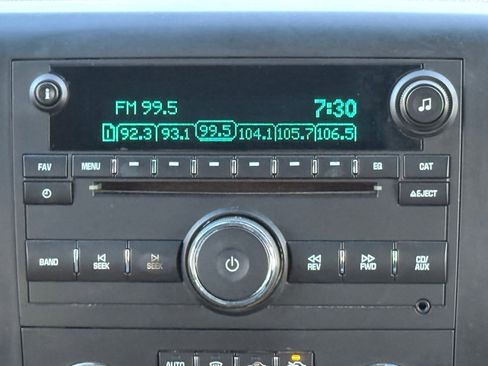 FM 99.5 7:30
1 92.3 93.1 99.5 104.1 105.7 106.5
FAV MENU EQ CAT
EJECT
BAND SEEK SEEK REV FWD CD/
AUX
AUTO